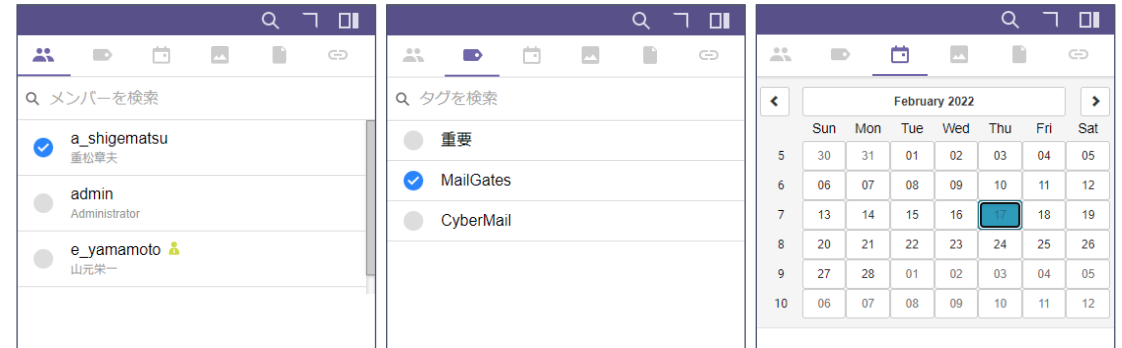 メンバーを検索
a_shigematsu
重松章夫
admin
Administrator
e_yamamoto
山元栄一
タグを検索
重要
MailGates
CyberMail
February 2022
Sun Mon Tue Wed Thu Fri Sat
5 30 31 01 02 03 04 05
6 06 07 08 09 10 11 12
7 13 14 15 16 17 18 19
8 20 21 22 23 24 25 26
9 27 28 01 02 03 04 05
10 06 07 08 09 10 11 12